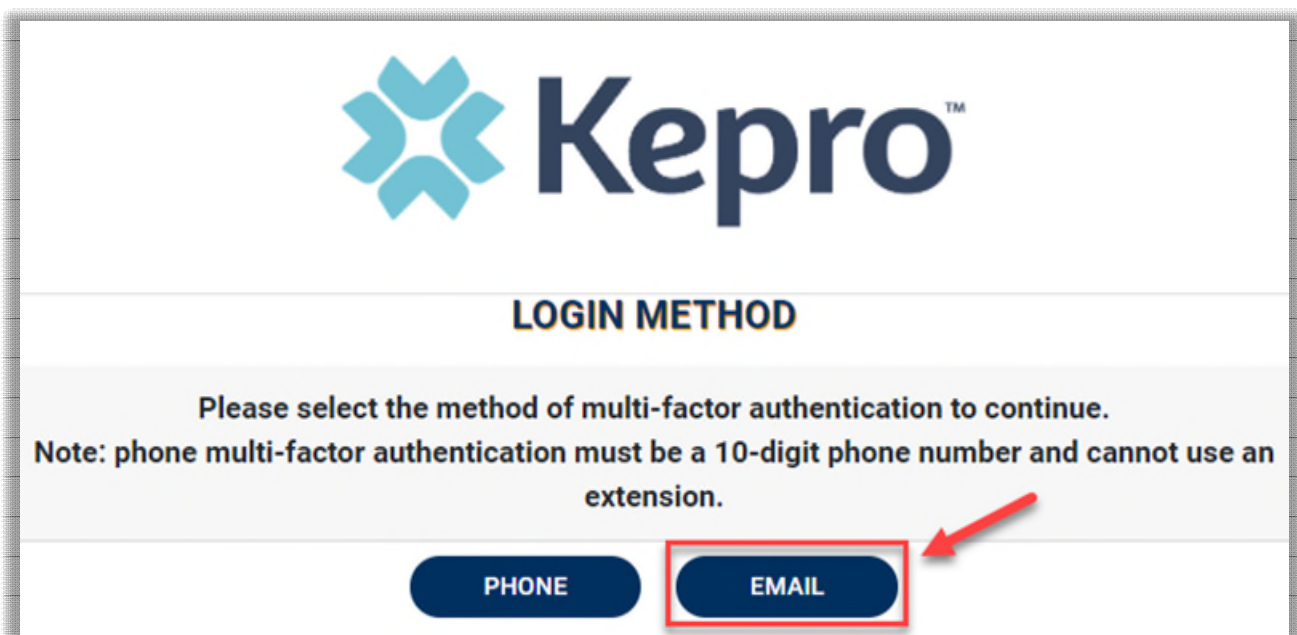 Kepro™
LOGIN METHOD
Please select the method of multi-factor authentication to continue.
Note: phone multi-factor authentication must be a 10-digit phone number and cannot use an
extension.
PHONE EMAIL